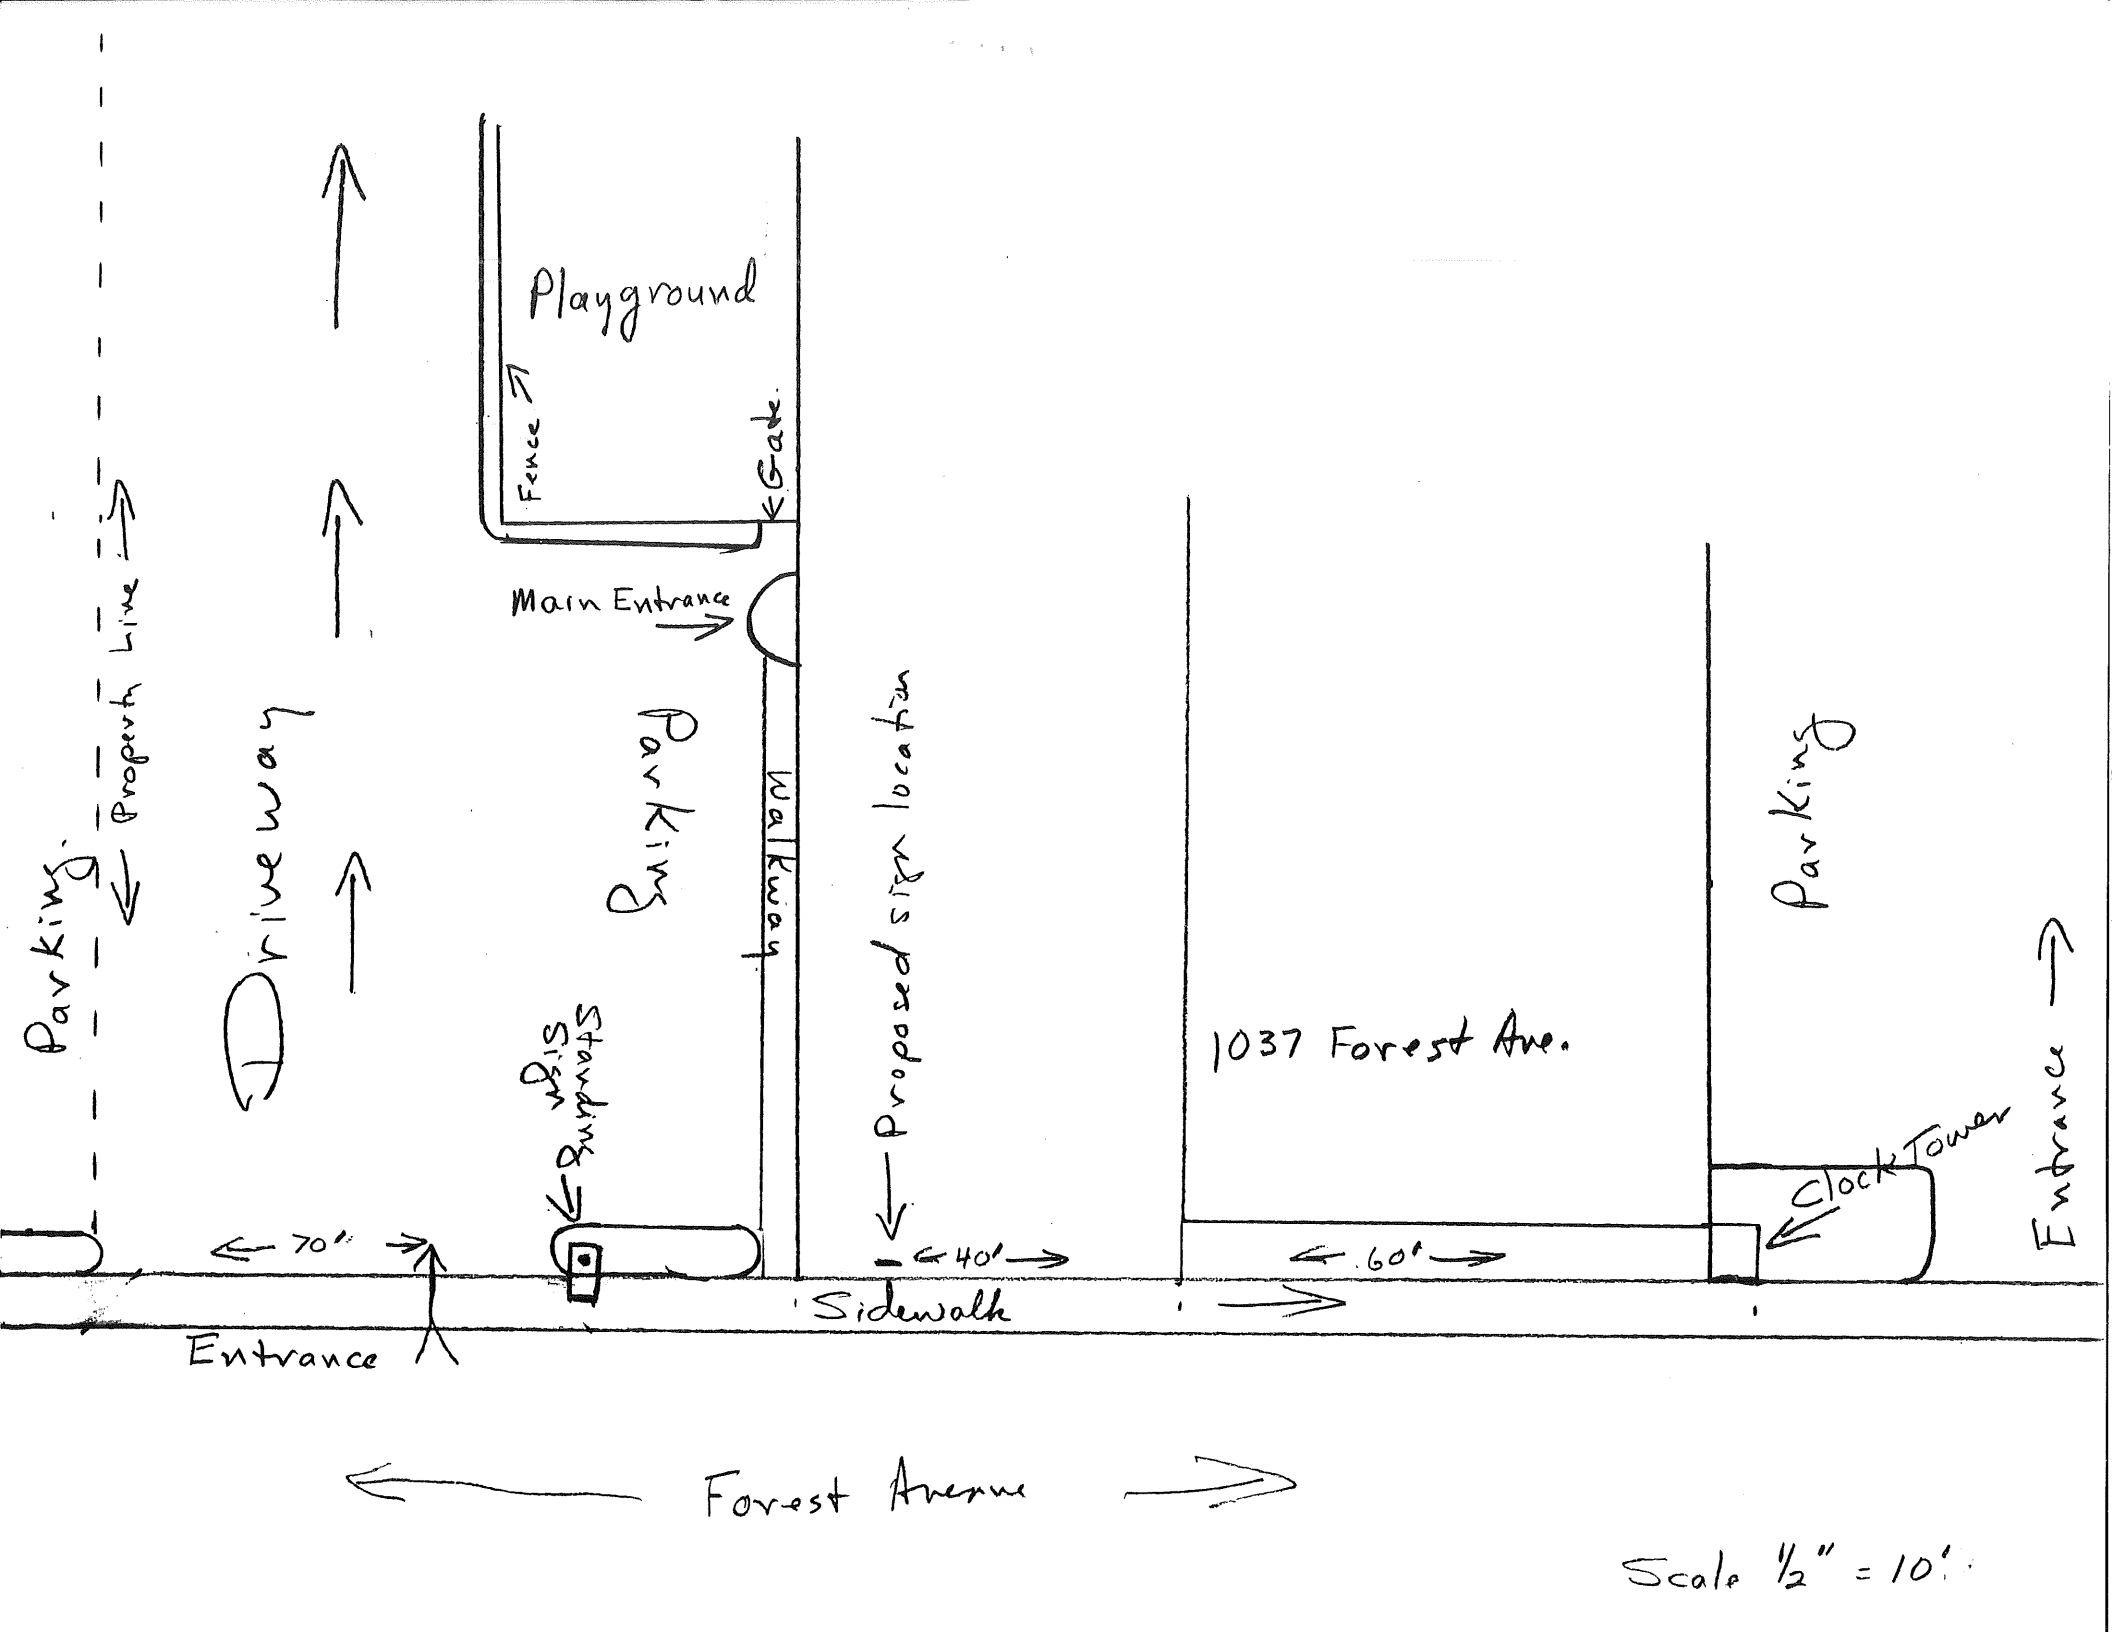 Playground
Fence
Gate.
Main Entrance
Property Line
Driveway
Parking.
Parking
Walkway
Proposed sign location
Parking
Standing
Sign
1037 Forest Ave.
Clock Tower
Entrance
70'
40'
60'
Sidewalk
Entrance
Forest Avenue
Scale 1/2" = 10'